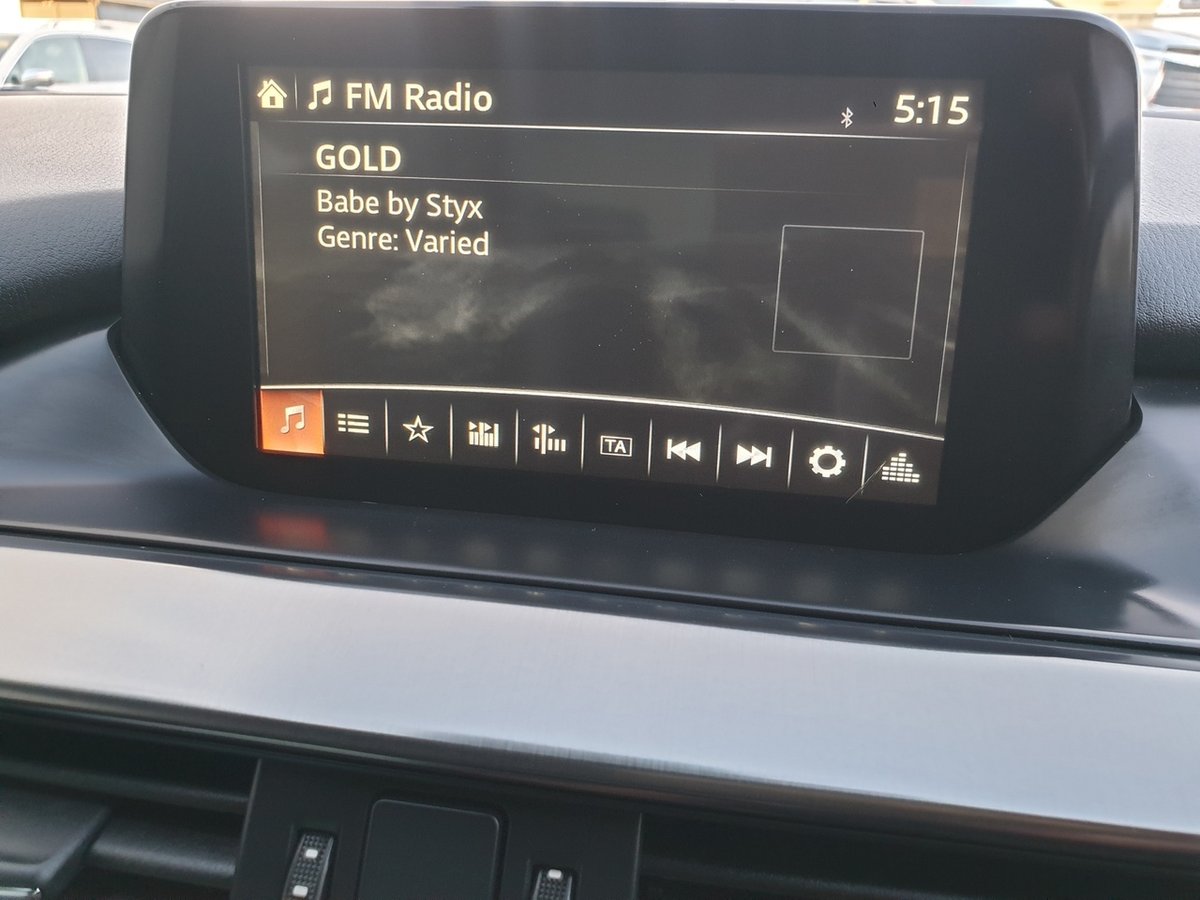 FM Radio
5:15
GOLD
Babe by Styx
Genre: Varied
TA